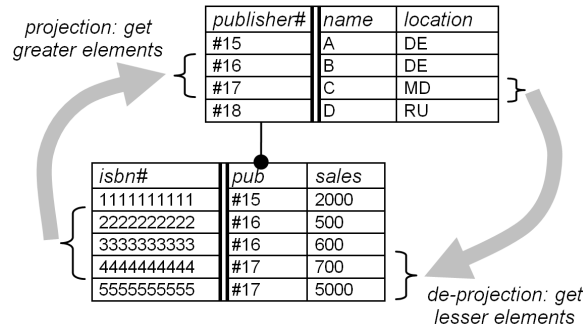 projection: get
greater elements
publisher# name location
#15 A DE
#16 B DE
#17 C MD
#18 D RU
isbn# pub sales
1111111111 #15 2000
2222222222 #16 500
3333333333 #16 600
4444444444 #17 700
5555555555 #17 5000
de-projection: get
lesser elements